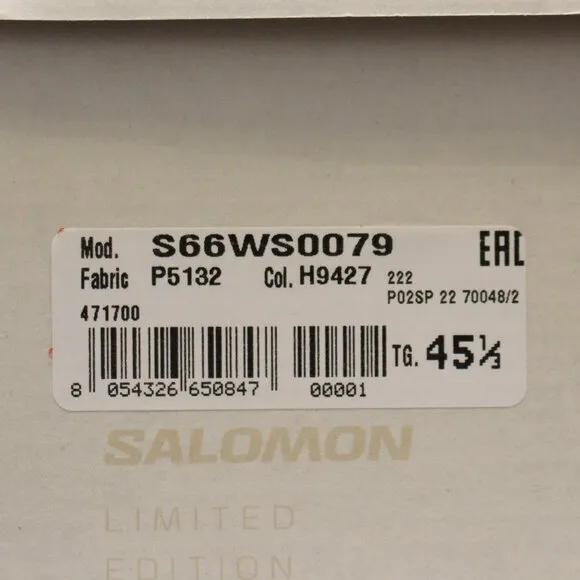 Mod. S66WS0079 EAC
Fabric P5132 Col. H9427 222
P02SP 22 70048/2
471700
TG. 45⅓
8 054326 650847 00001
SALOMON
LIMITED
EDITION